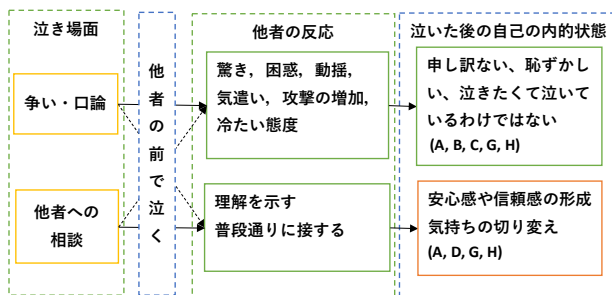 泣き場面
争い・口論
他者への
相談
他者の前で泣く
他者の反応
驚き，困惑，動揺，
気遣い，攻撃の増加，
冷たい態度
理解を示す
普段通りに接する
泣いた後の自己の内的状態
申し訳ない、恥ずかし
い、泣きたくて泣いて
いるわけではない
(A, B, C, G, H)
安心感や信頼感の形成
気持ちの切り変え
(A, D, G, H)